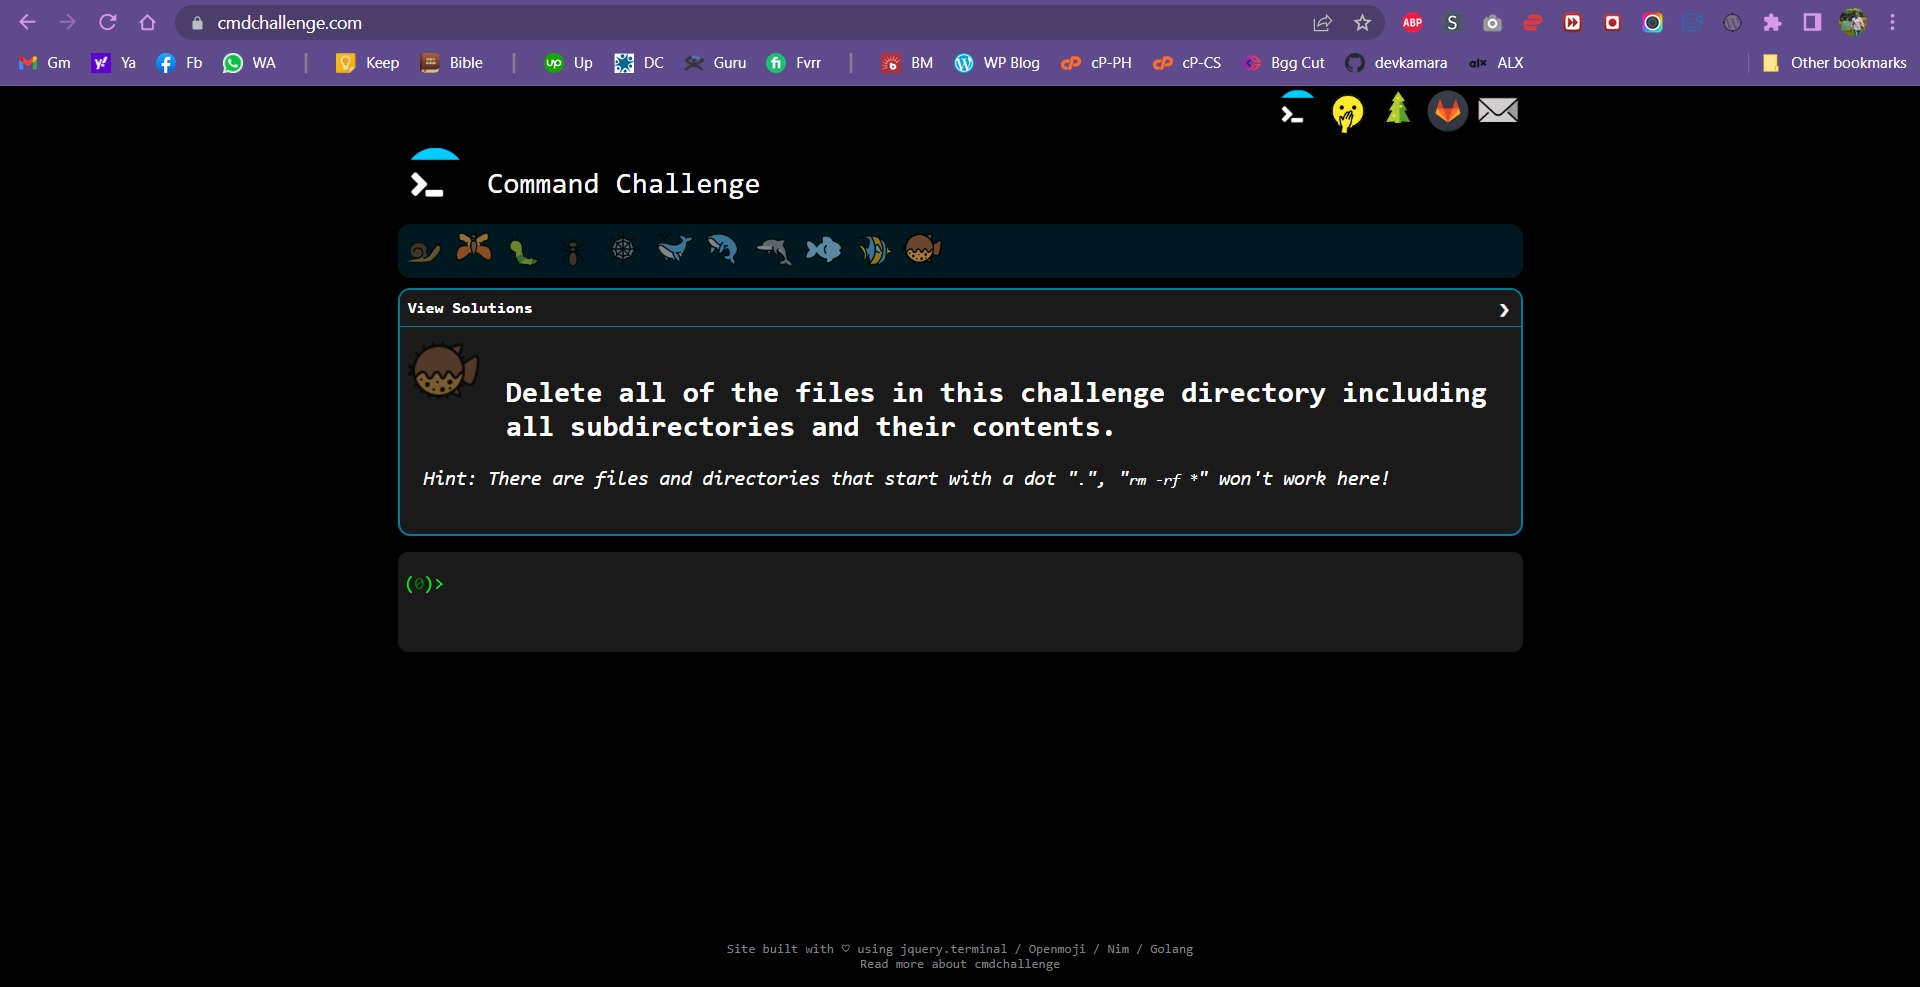 cmdchallenge.com
ABP S
Gm Ya Fb WA | Keep Bible | Up DC Guru Fvrr | BM WP Blog cP-PH cP-CS Bgg Cut devkamara alx ALX Other bookmarks
Command Challenge
View Solutions
Delete all of the files in this challenge directory including
all subdirectories and their contents.
Hint: There are files and directories that start with a dot ".", "rm -rf *" won't work here!
(0)>
Site built with ♡ using jquery.terminal / Openmoji / Nim / Golang
Read more about cmdchallenge